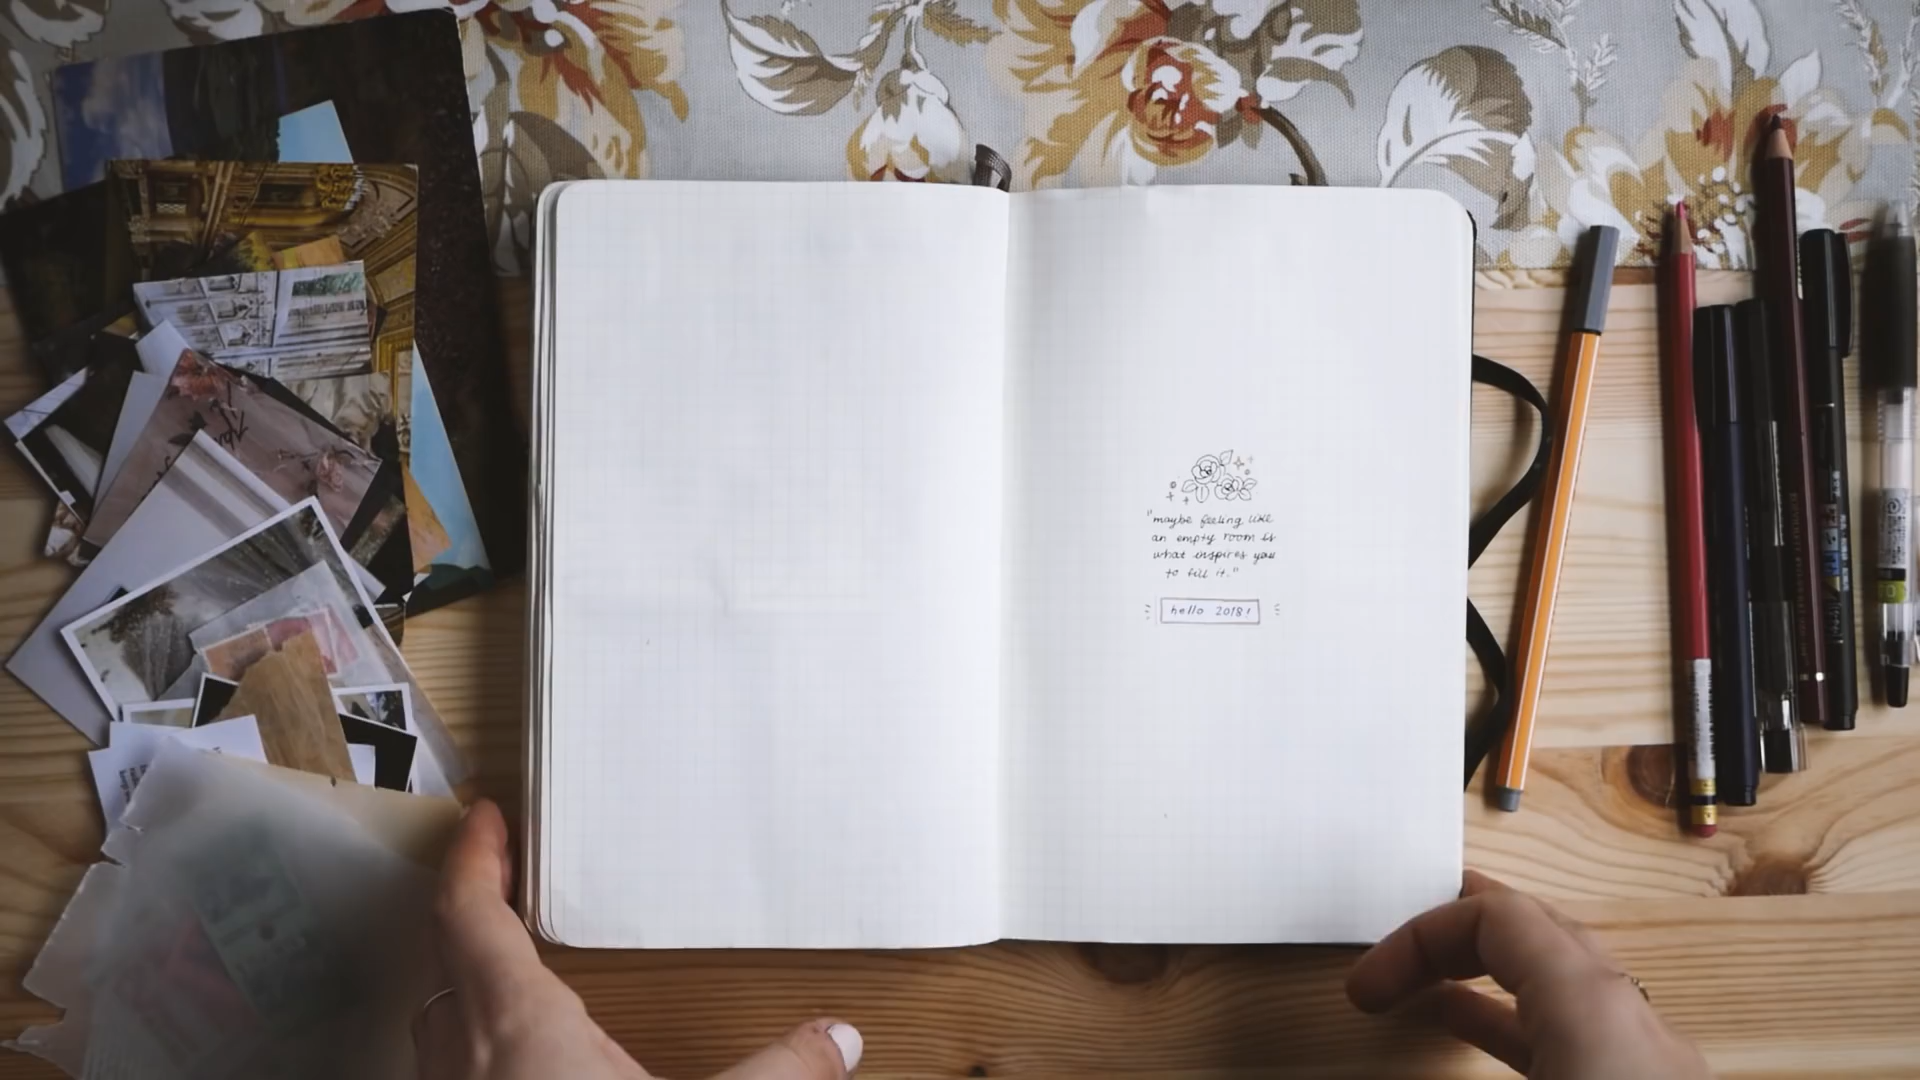 "maybe feeling like
an empty room is
what inspires you
to fill it."
hello 2018!